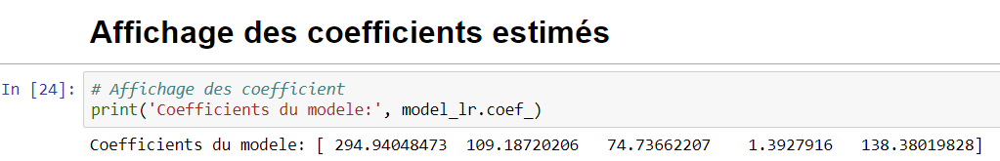 Affichage des coefficients estimés
In [24]: # Affichage des coefficient
print('Coefficients du modele:', model_lr.coef_)
Coefficients du modele: [ 294.94048473  109.18720206   74.73662207    1.3927916   138.38019828]